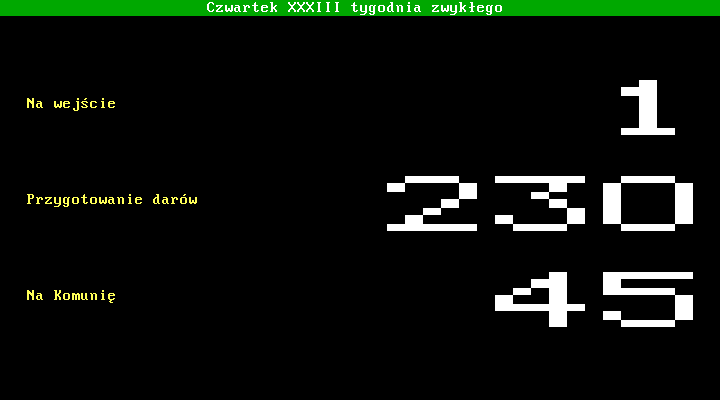 Czwartek XXXIII tygodnia zwykłego
Na wejście 1
Przygotowanie darów 230
Na Komunię 45